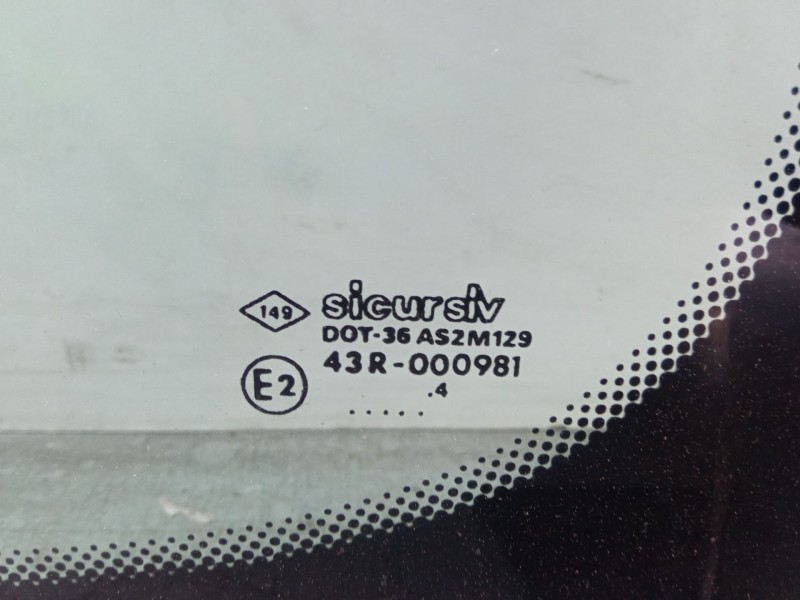 149 sicursiv
DOT-36 AS2M129
E2 43R-000981
.4
.....